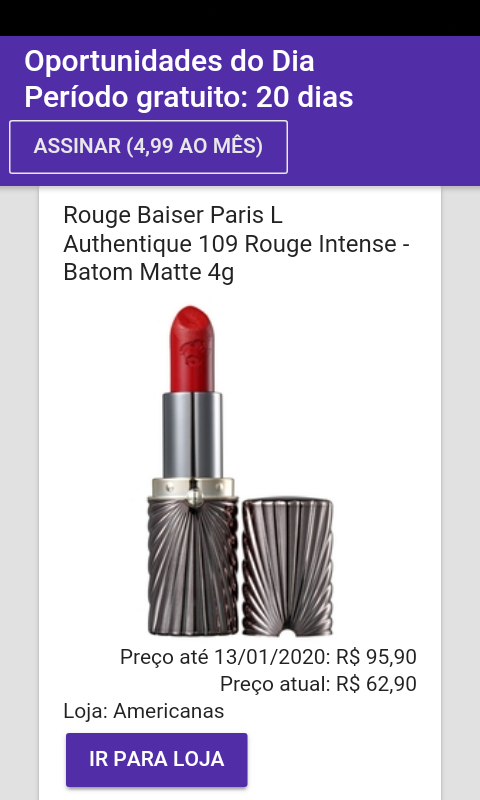 Oportunidades do Dia
Período gratuito: 20 dias
ASSINAR (4,99 AO MÊS)
Rouge Baiser Paris L
Authentique 109 Rouge Intense -
Batom Matte 4g
Preço até 13/01/2020: R$ 95,90
Preço atual: R$ 62,90
Loja: Americanas
IR PARA LOJA